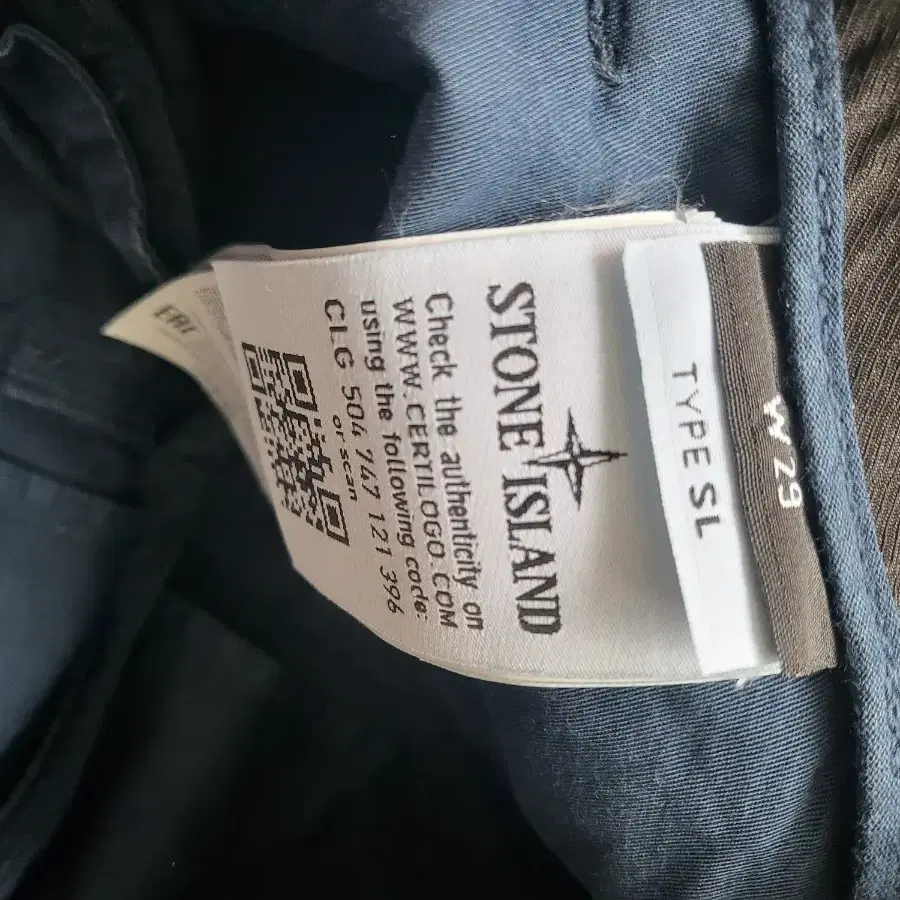 W 29
TYPE SL
STONE ISLAND
Check the authenticity on
WWW.CERTILOGO.COM
using the following code:
CLG 504 747 121 396
or scan
EAC